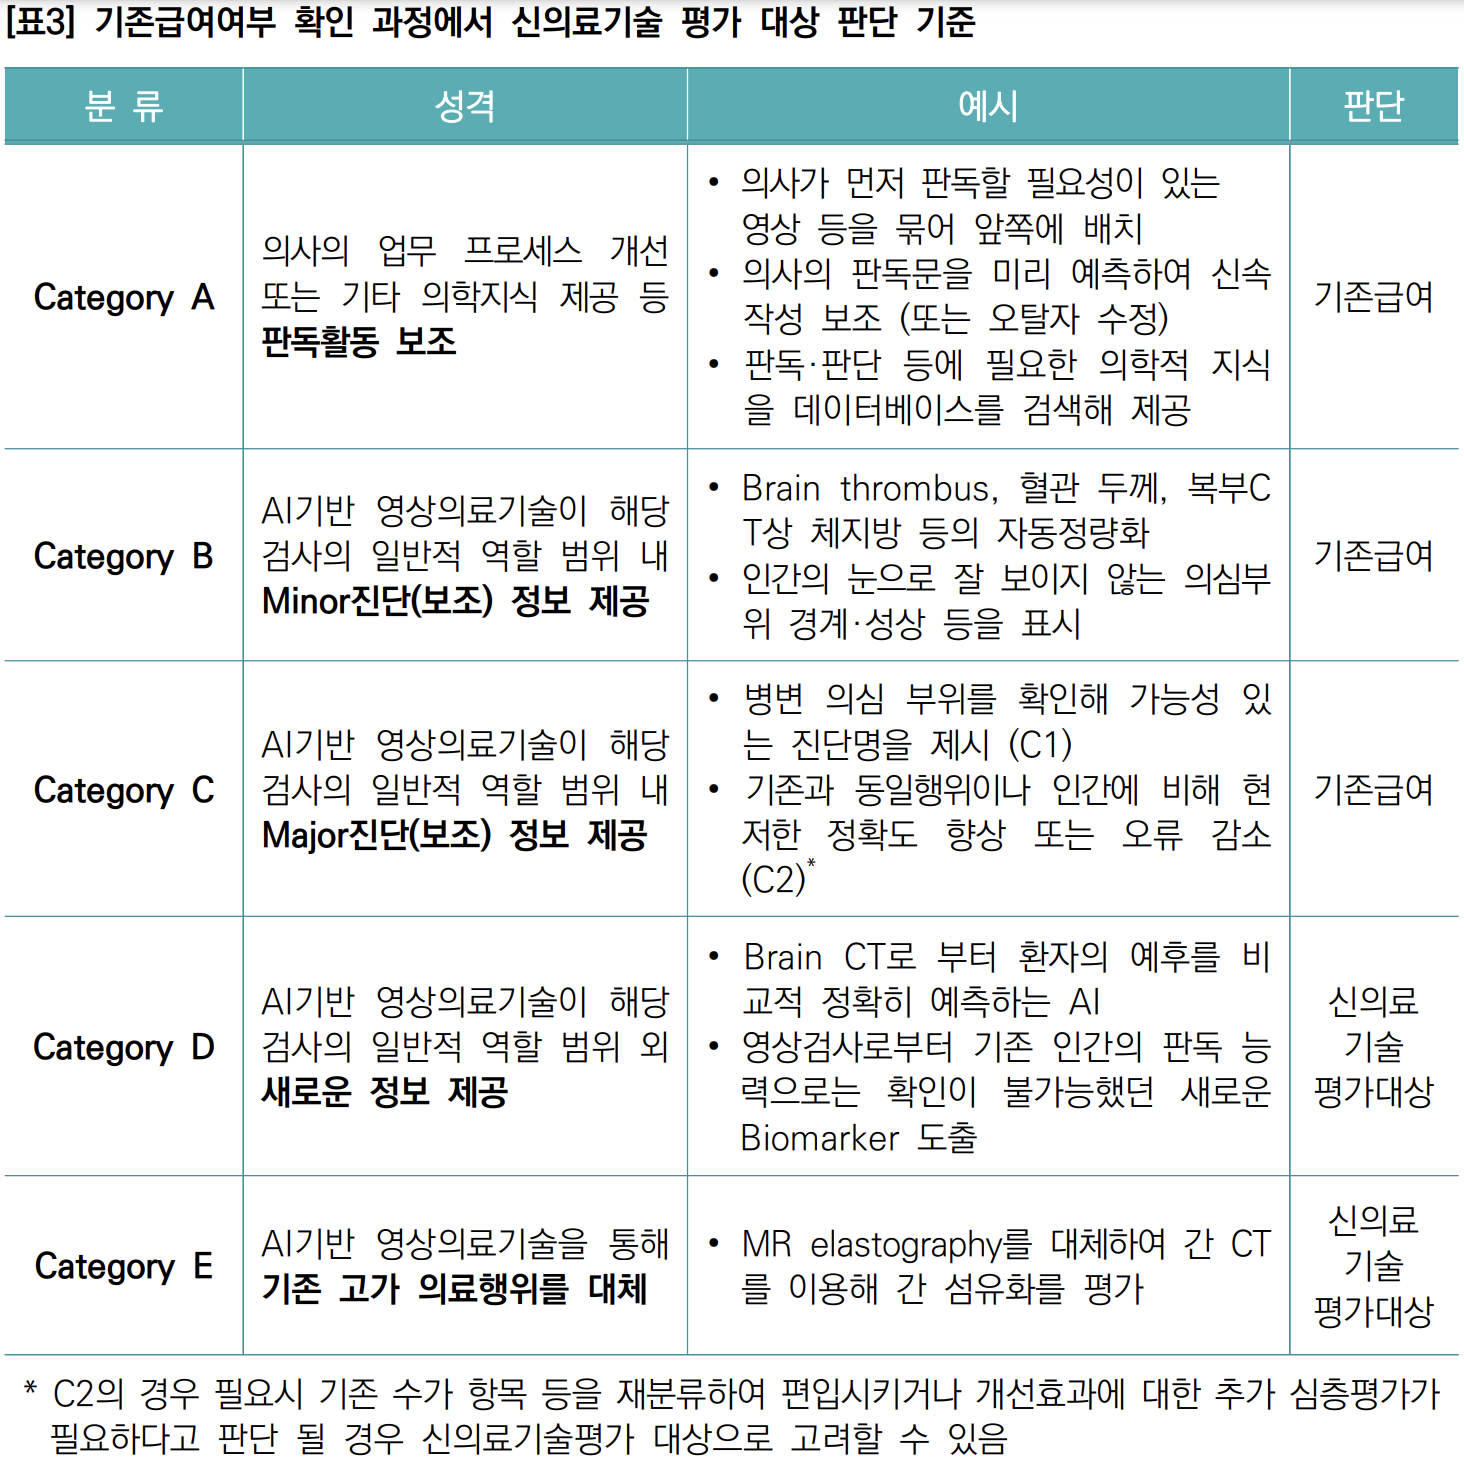 [표3] 기존급여여부 확인 과정에서 신의료기술 평가 대상 판단 기준
분 류
성격
예시
판단
Category A
의사의 업무 프로세스 개선
또는 기타 의학지식 제공 등
판독활동 보조
• 의사가 먼저 판독할 필요성이 있는
영상 등을 묶어 앞쪽에 배치
• 의사의 판독문을 미리 예측하여 신속
작성 보조 (또는 오탈자 수정)
• 판독·판단 등에 필요한 의학적 지식
을 데이터베이스를 검색해 제공
기존급여
Category B
AI기반 영상의료기술이 해당
검사의 일반적 역할 범위 내
Minor진단(보조) 정보 제공
• Brain thrombus, 혈관 두께, 복부C
T상 체지방 등의 자동정량화
• 인간의 눈으로 잘 보이지 않는 의심부
위 경계·성상 등을 표시
기존급여
Category C
AI기반 영상의료기술이 해당
검사의 일반적 역할 범위 내
Major진단(보조) 정보 제공
• 병변 의심 부위를 확인해 가능성 있
는 진단명을 제시 (C1)
• 기존과 동일행위이나 인간에 비해 현
저한 정확도 향상 또는 오류 감소
(C2)*
기존급여
Category D
AI기반 영상의료기술이 해당
검사의 일반적 역할 범위 외
새로운 정보 제공
• Brain CT로 부터 환자의 예후를 비
교적 정확히 예측하는 AI
• 영상검사로부터 기존 인간의 판독 능
력으로는 확인이 불가능했던 새로운
Biomarker 도출
신의료
기술
평가대상
Category E
AI기반 영상의료기술을 통해
기존 고가 의료행위를 대체
• MR elastography를 대체하여 간 CT
를 이용해 간 섬유화를 평가
신의료
기술
평가대상
* C2의 경우 필요시 기존 수가 항목 등을 재분류하여 편입시키거나 개선효과에 대한 추가 심층평가가
필요하다고 판단 될 경우 신의료기술평가 대상으로 고려할 수 있음